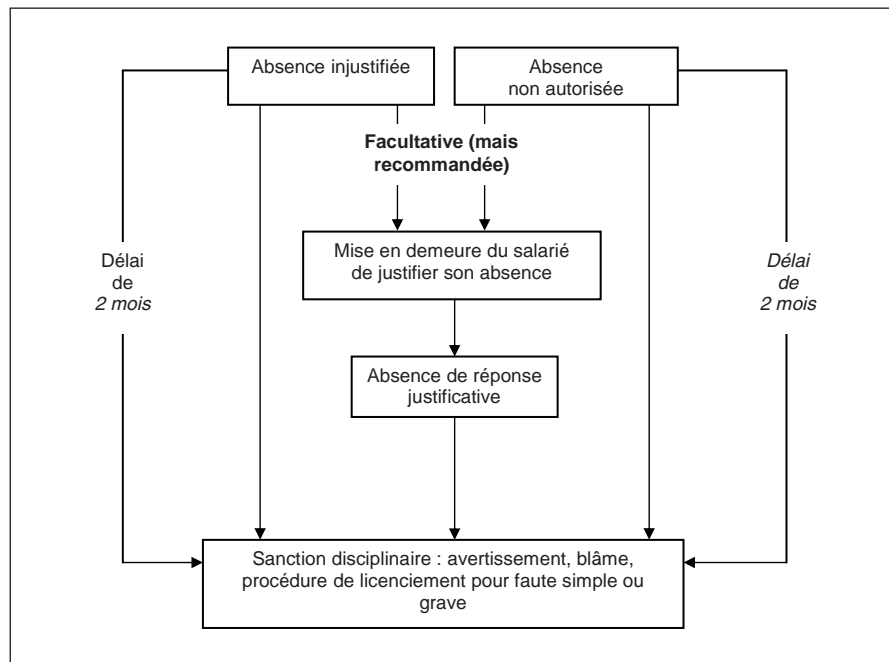 Absence injustifiée
Absence
non autorisée
Facultative (mais
recommandée)
Mise en demeure du salarié
de justifier son absence
Délai
de
2 mois
Délai
de
2 mois
Absence de réponse
justificative
Sanction disciplinaire : avertissement, blâme,
procédure de licenciement pour faute simple ou
grave